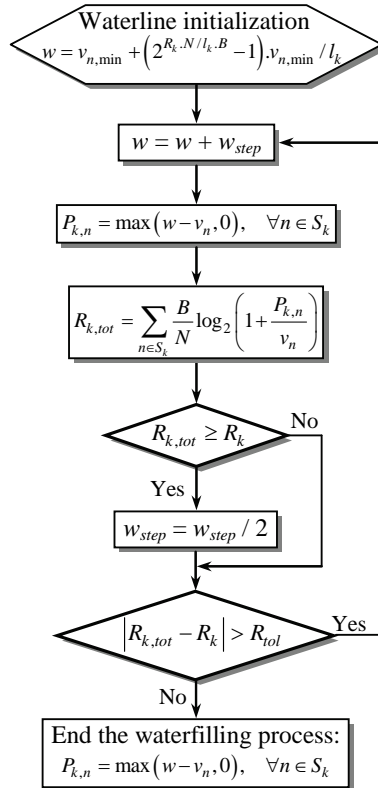 Waterline initialization
w = v_{n,min} + (2^{R_k.N/l_k.B} −1).v_{n,min} / l_k
w = w + w_{step}
P_{k,n} = max(w − v_n, 0), ∀n ∈ S_k
R_{k,tot} = ∑_{n∈S_k} B/N log_2 (1 + P_{k,n}/v_n)
R_{k,tot} ≥ R_k
No
Yes
w_{step} = w_{step} / 2
|R_{k,tot} − R_k| > R_{tol}
Yes
No
End the waterfilling process:
P_{k,n} = max(w − v_n, 0), ∀n ∈ S_k